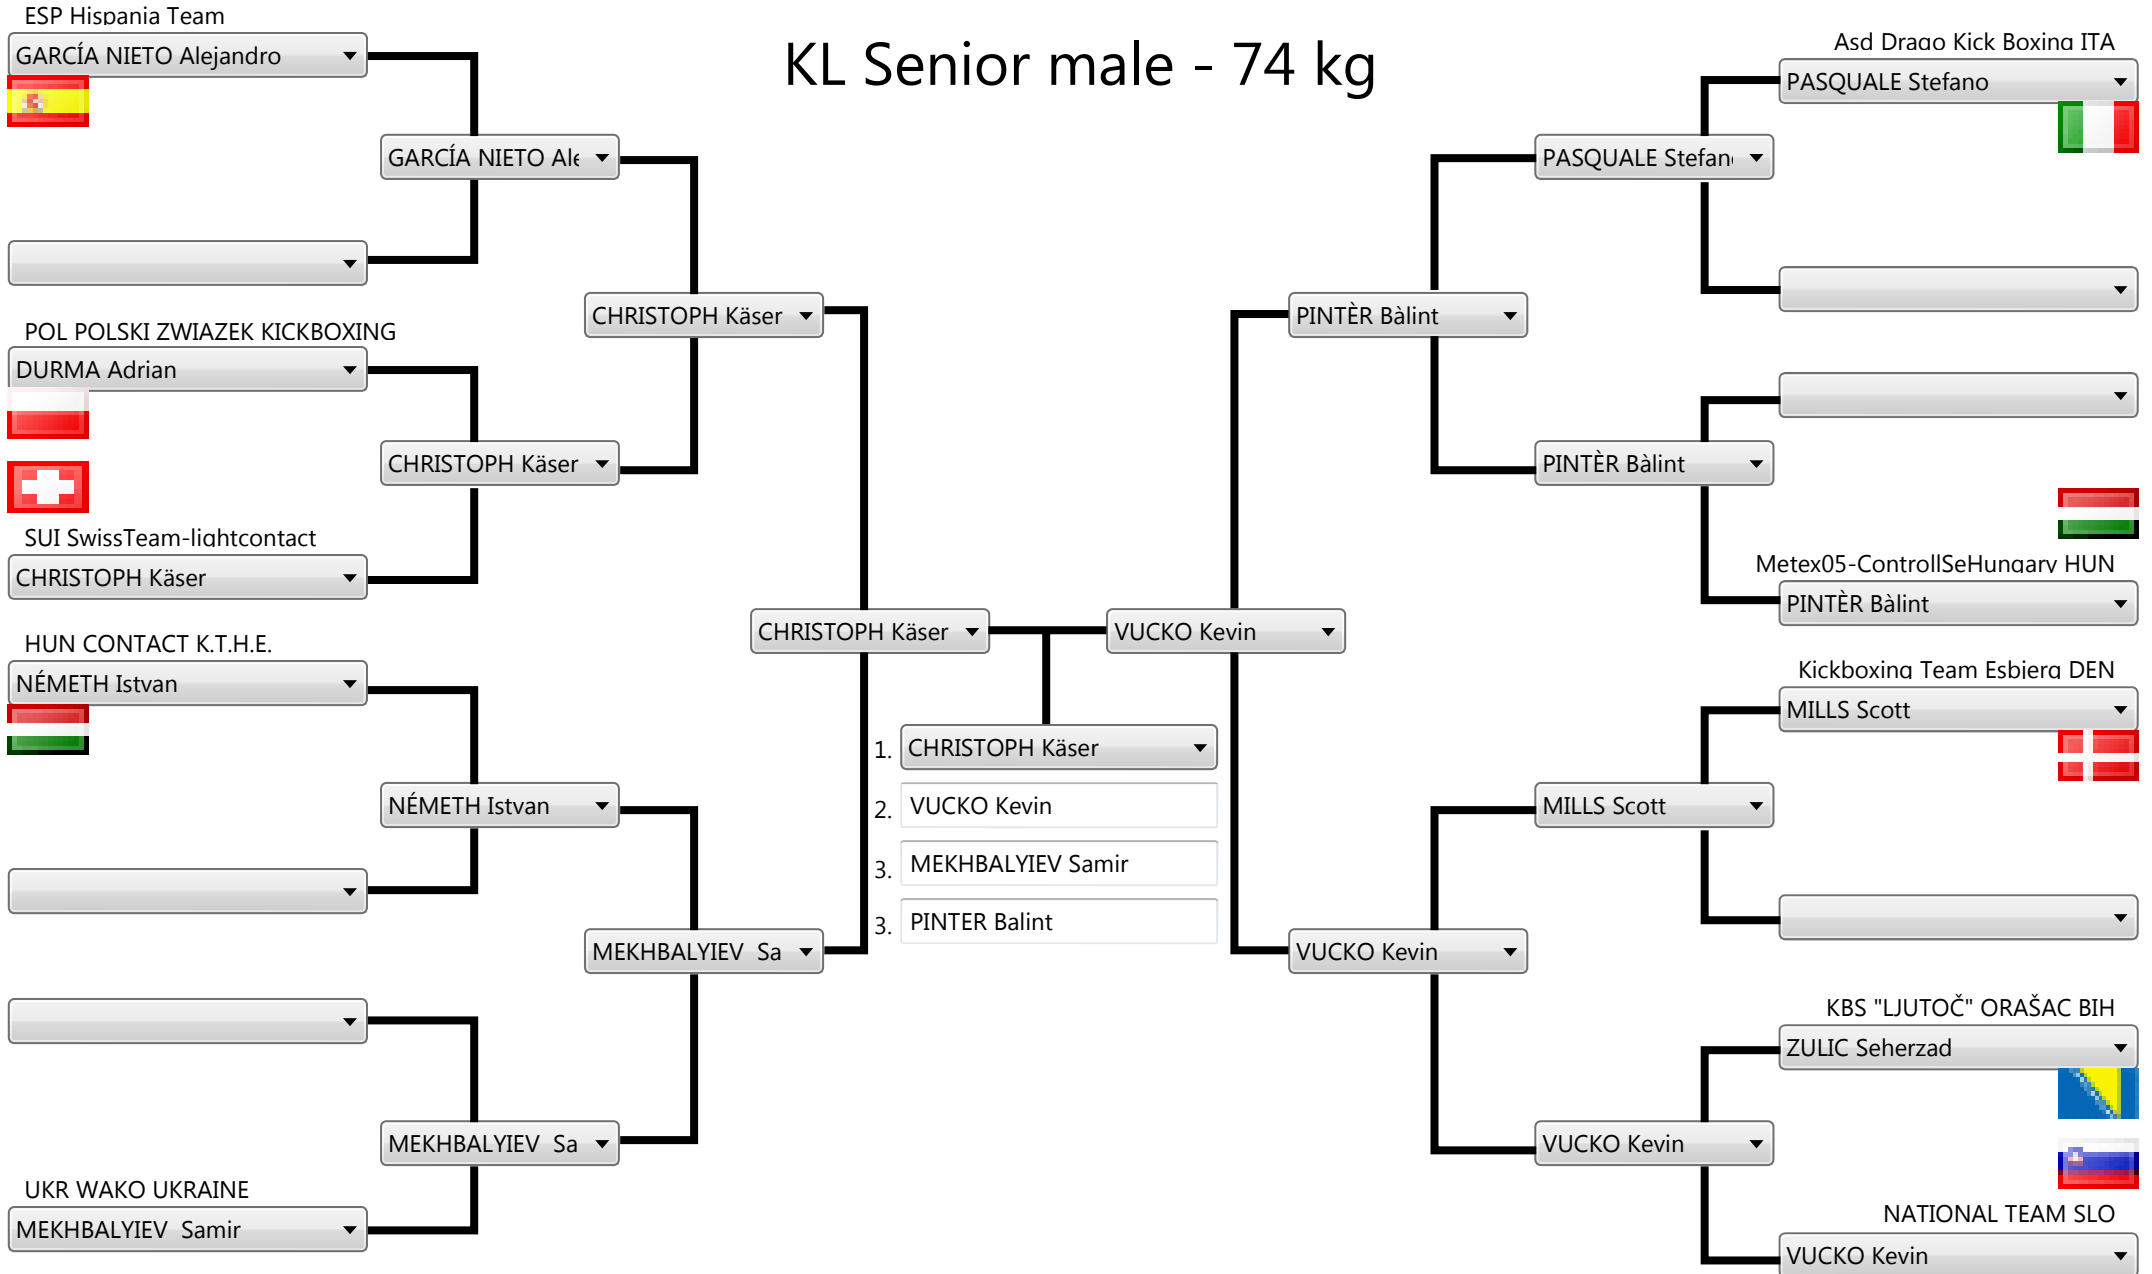 KL Senior male - 74 kg
ESP Hispania Team
GARCÍA NIETO Alejandro
GARCÍA NIETO Ale
POL POLSKI ZWIAZEK KICKBOXING
DURMA Adrian
CHRISTOPH Käser
SUI SwissTeam-lightcontact
CHRISTOPH Käser
CHRISTOPH Käser
HUN CONTACT K.T.H.E.
NÉMETH Istvan
NÉMETH Istvan
MEKHBALYIEV Sa
MEKHBALYIEV Sa
UKR WAKO UKRAINE
MEKHBALYIEV Samir
CHRISTOPH Käser
VUCKO Kevin
1. CHRISTOPH Käser
2. VUCKO Kevin
3. MEKHBALYIEV Samir
3. PINTER Balint
Asd Drago Kick Boxing ITA
PASQUALE Stefano
PASQUALE Stefan
PINTÈR Bàlint
PINTÈR Bàlint
Metex05-ControllSeHungary HUN
PINTÈR Bàlint
Kickboxing Team Esbjerg DEN
MILLS Scott
MILLS Scott
VUCKO Kevin
KBS "LJUTOČ" ORAŠAC BIH
ZULIC Seherzad
VUCKO Kevin
NATIONAL TEAM SLO
VUCKO Kevin